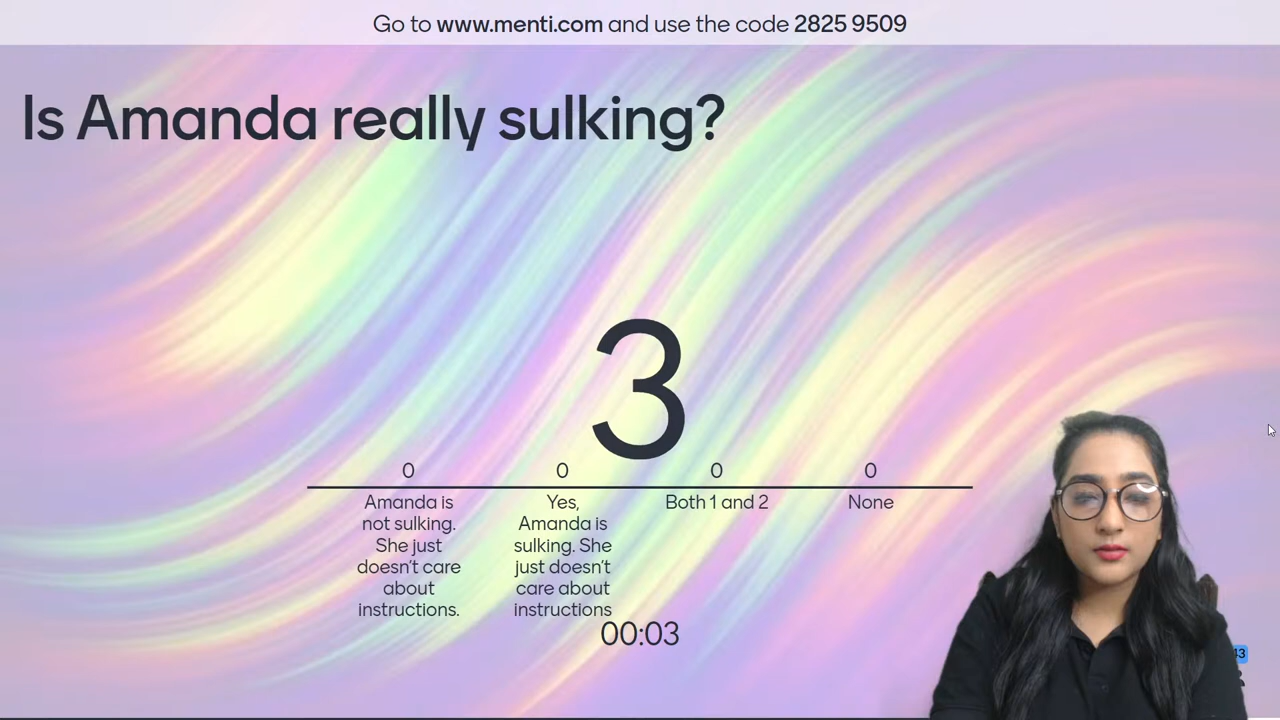 Go to www.menti.com and use the code 2825 9509
Is Amanda really sulking?
3
0
0
0
0
Amanda is
not sulking.
She just
doesn't care
about
instructions.
Yes,
Amanda is
sulking. She
just doesn't
care about
instructions
Both 1 and 2
None
00:03